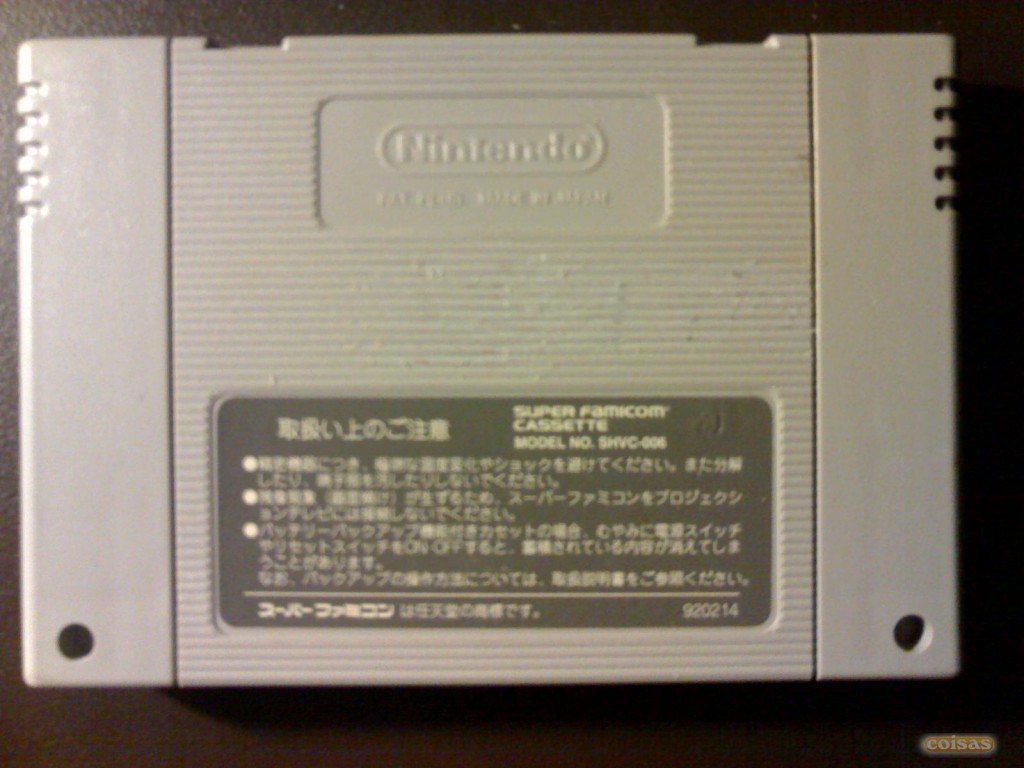 Nintendo®
PAT. PEND. MADE IN JAPAN
取扱い上のご注意
SUPER FAMICOM
CASSETTE
MODEL NO. SHVC-006
●精密機器につき、極端な温度変化やショックを避けてください。また分解
したり、端子部を汚したりしないでください。
●残像現象(画面焼け)が生ずるため、スーパーファミコンをプロジェクシ
ョンテレビには接続しないでください。
●バッテリーバックアップ機能付きカセットの場合、むやみに電源スイッチ
やリセットスイッチをON・OFFすると、蓄積されている内容が消えてしま
うことがあります。
なお、バックアップの操作方法については、取扱説明書をご参照ください。
スーパーファミコンは任天堂の商標です。
920214
coisas